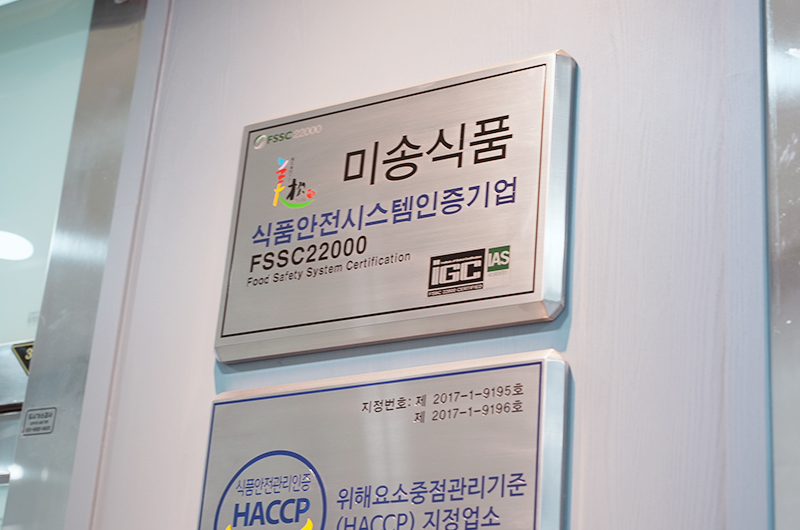 FSSC 22000
미송식품
식품안전시스템인증기업
FSSC22000
Food Safety System Certification
IGC
IAS
FSSC 22000 CERTIFIED
지정번호: 제 2017-1-9195호
제 2017-1-9196호
식품안전관리인증
HACCP
위해요소중점관리기준
(HACCP) 지정업소